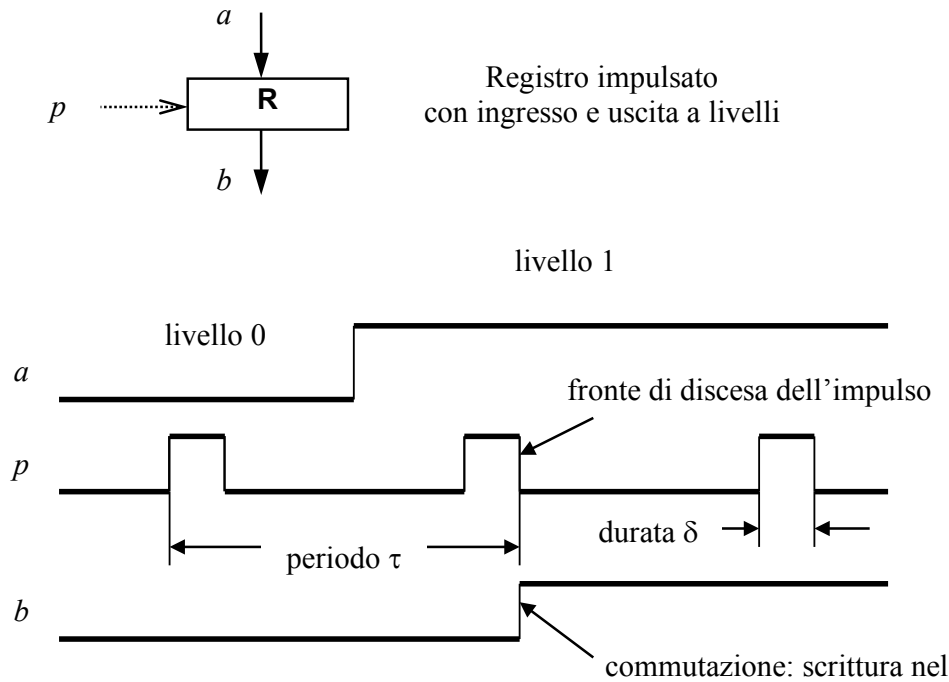 a
R
p
Registro impulsato
con ingresso e uscita a livelli
b
livello 1
livello 0
a
fronte di discesa dell’impulso
p
durata δ
periodo τ
b
commutazione: scrittura nel